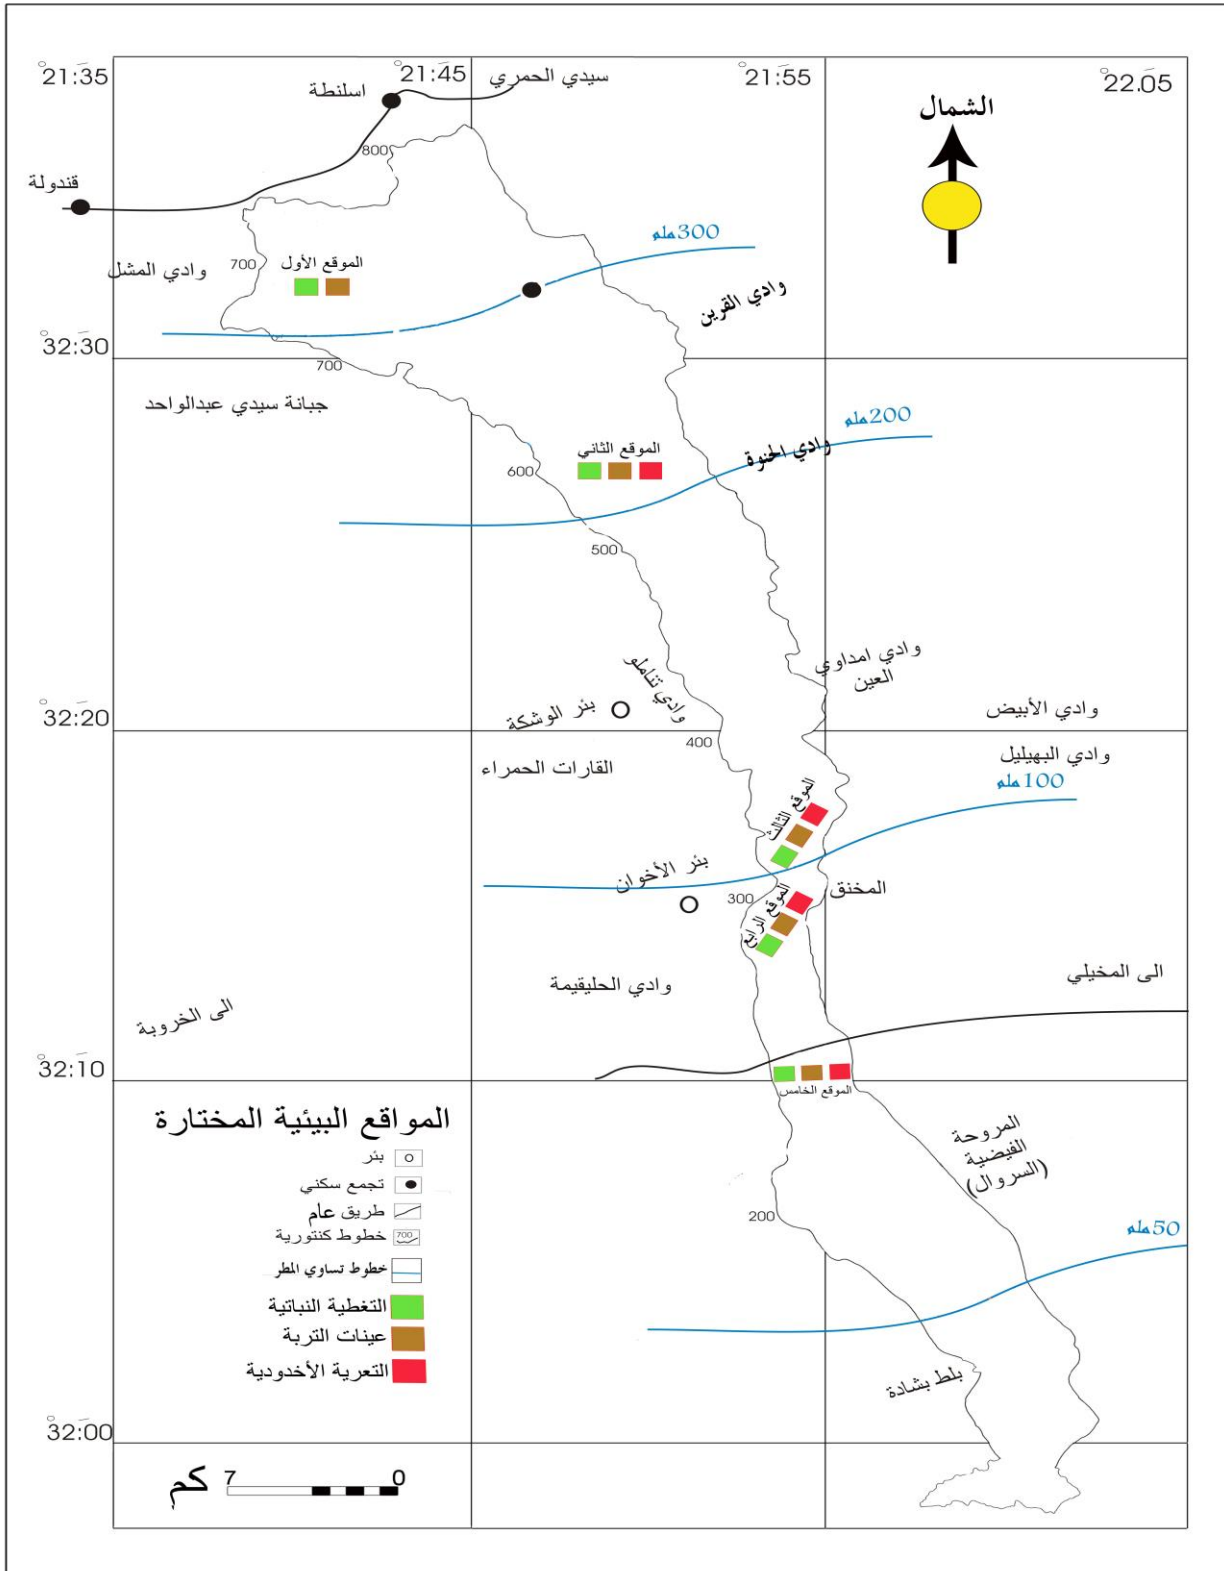 21:35°
21:45°
21:55°
22.05°
سيدي الحمري
اسلنطة
الشمال
800
قندولة
300ملم
وادي المشل
700
الموقع الأول
وادي القرين
32:30°
700
جبانة سيدي عبدالواحد
200ملم
وادي الحنوة
الموقع الثاني
600
500
وادي امداوي
العين
وادي تناملو
بئر الوشكة
وادي الأبيض
32:20°
400
وادي البهيليل
القارات الحمراء
100ملم
الموقع الثالث
بئر الأخوان
المخنق
300
الموقع الرابع
الى المخيلي
وادي الحليقيمة
الى الخروبة
32:10°
الموقع الخامس
المروحة
الفيضية
(السروال)
200
50ملم
بلط بشادة
المواقع البيئية المختارة
بئر
تجمع سكني
طريق عام
خطوط كنتورية
700
خطوط تساوي المطر
التغطية النباتية
عينات التربة
التعرية الأخدودية
32:00°
كم
7
0